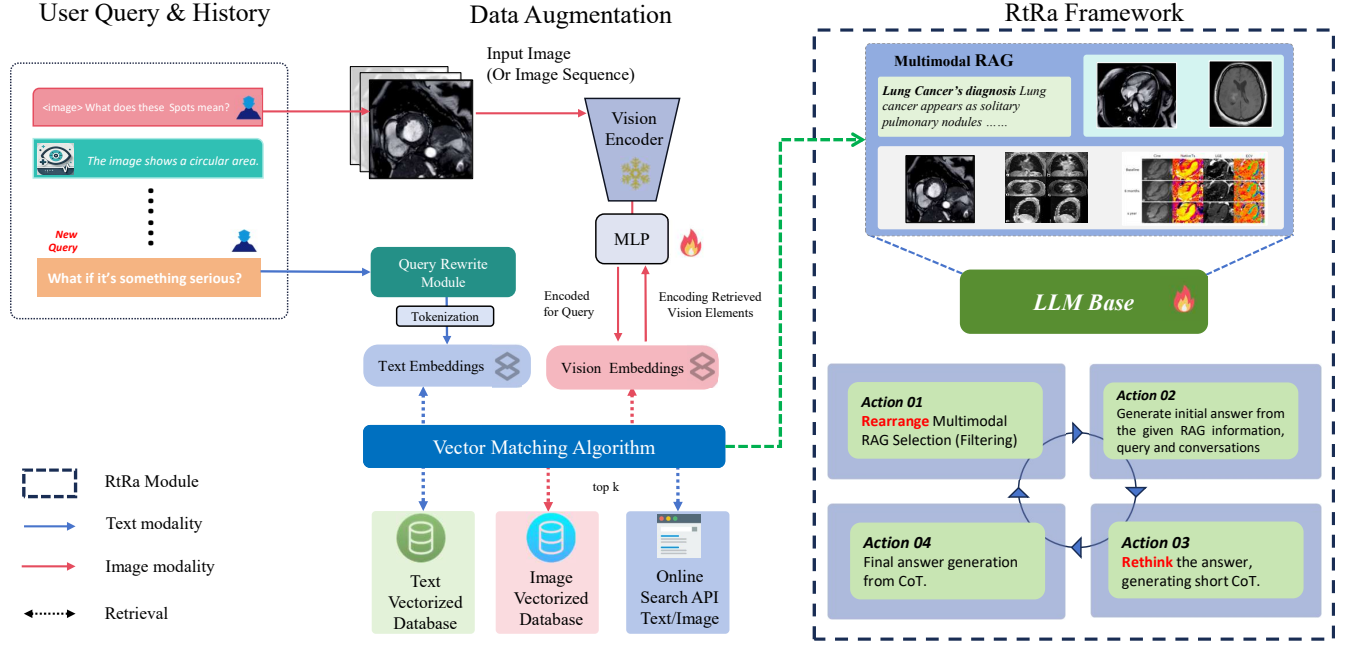 User Query & History
<image> What does these Spots mean?
The image shows a circular area.
New
Query
What if it's something serious?
RtRa Module
Text modality
Image modality
Retrieval
Data Augmentation
Input Image
(Or Image Sequence)
Vision
Encoder
MLP
Query Rewrite
Module
Tokenization
Encoded
for Query
Encoding Retrieved
Vision Elements
Text Embeddings
Vision Embeddings
Vector Matching Algorithm
top k
Text
Vectorized
Database
Image
Vectorized
Database
Online
Search API
Text/Image
RtRa Framework
Multimodal RAG
Lung Cancer's diagnosis Lung
cancer appears as solitary
pulmonary nodules ……
LLM Base
Action 01
Rearrange Multimodal
RAG Selection (Filtering)
Action 02
Generate initial answer from
the given RAG information,
query and conversations
Action 04
Final answer generation
from CoT.
Action 03
Rethink the answer,
generating short CoT.